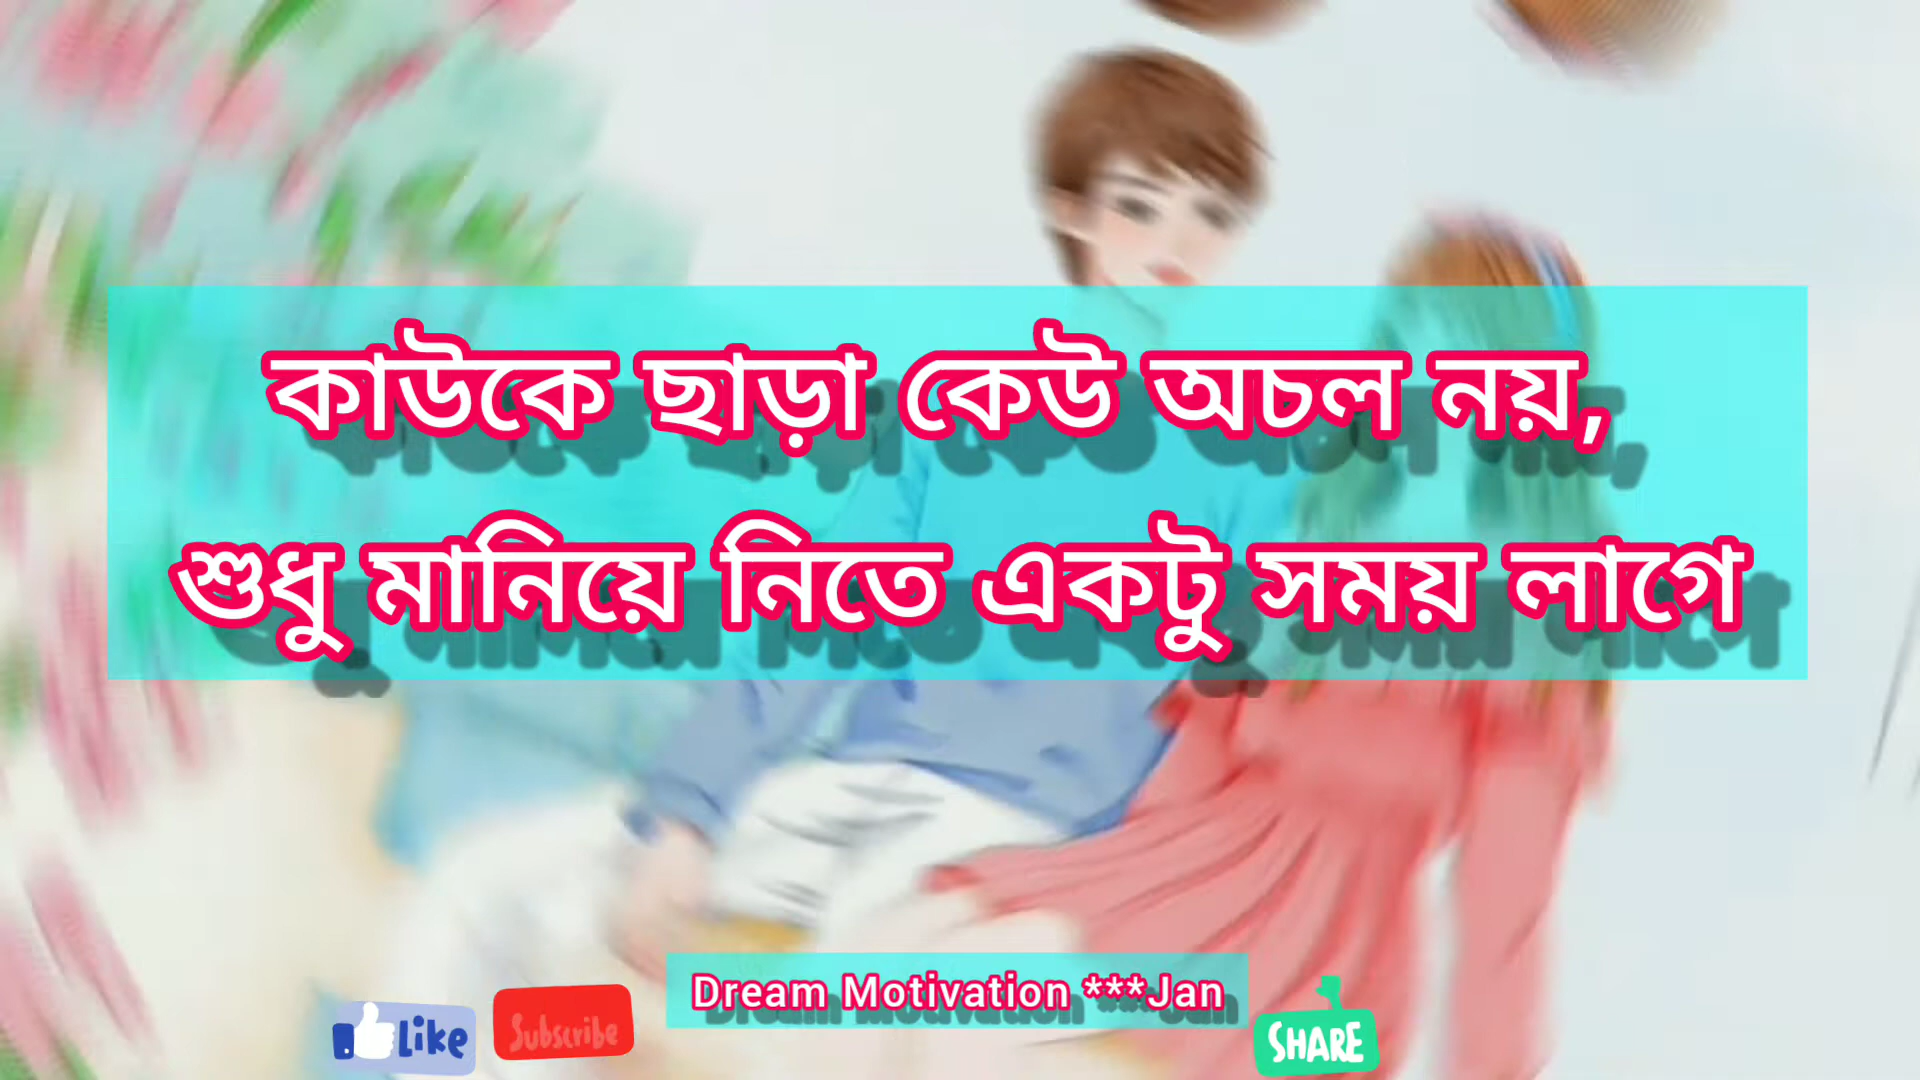 কাউকে ছাড়া কেউ অচল নয়,
শুধু মানিয়ে নিতে একটু সময় লাগে
Dream Motivation ***Jan
Like
Subscribe
SHARE